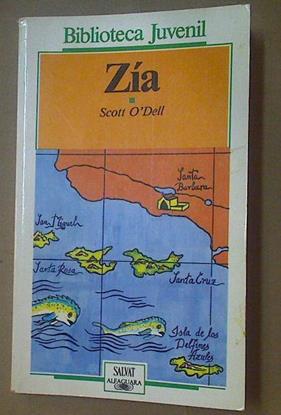 Biblioteca Juvenil
Zía
Scott O'Dell
Santa
Barbara
San Miguel
Santa Rosa
Santa Cruz
Isla de los
Delfines
Azules
SALVAT
ALFAGUARA